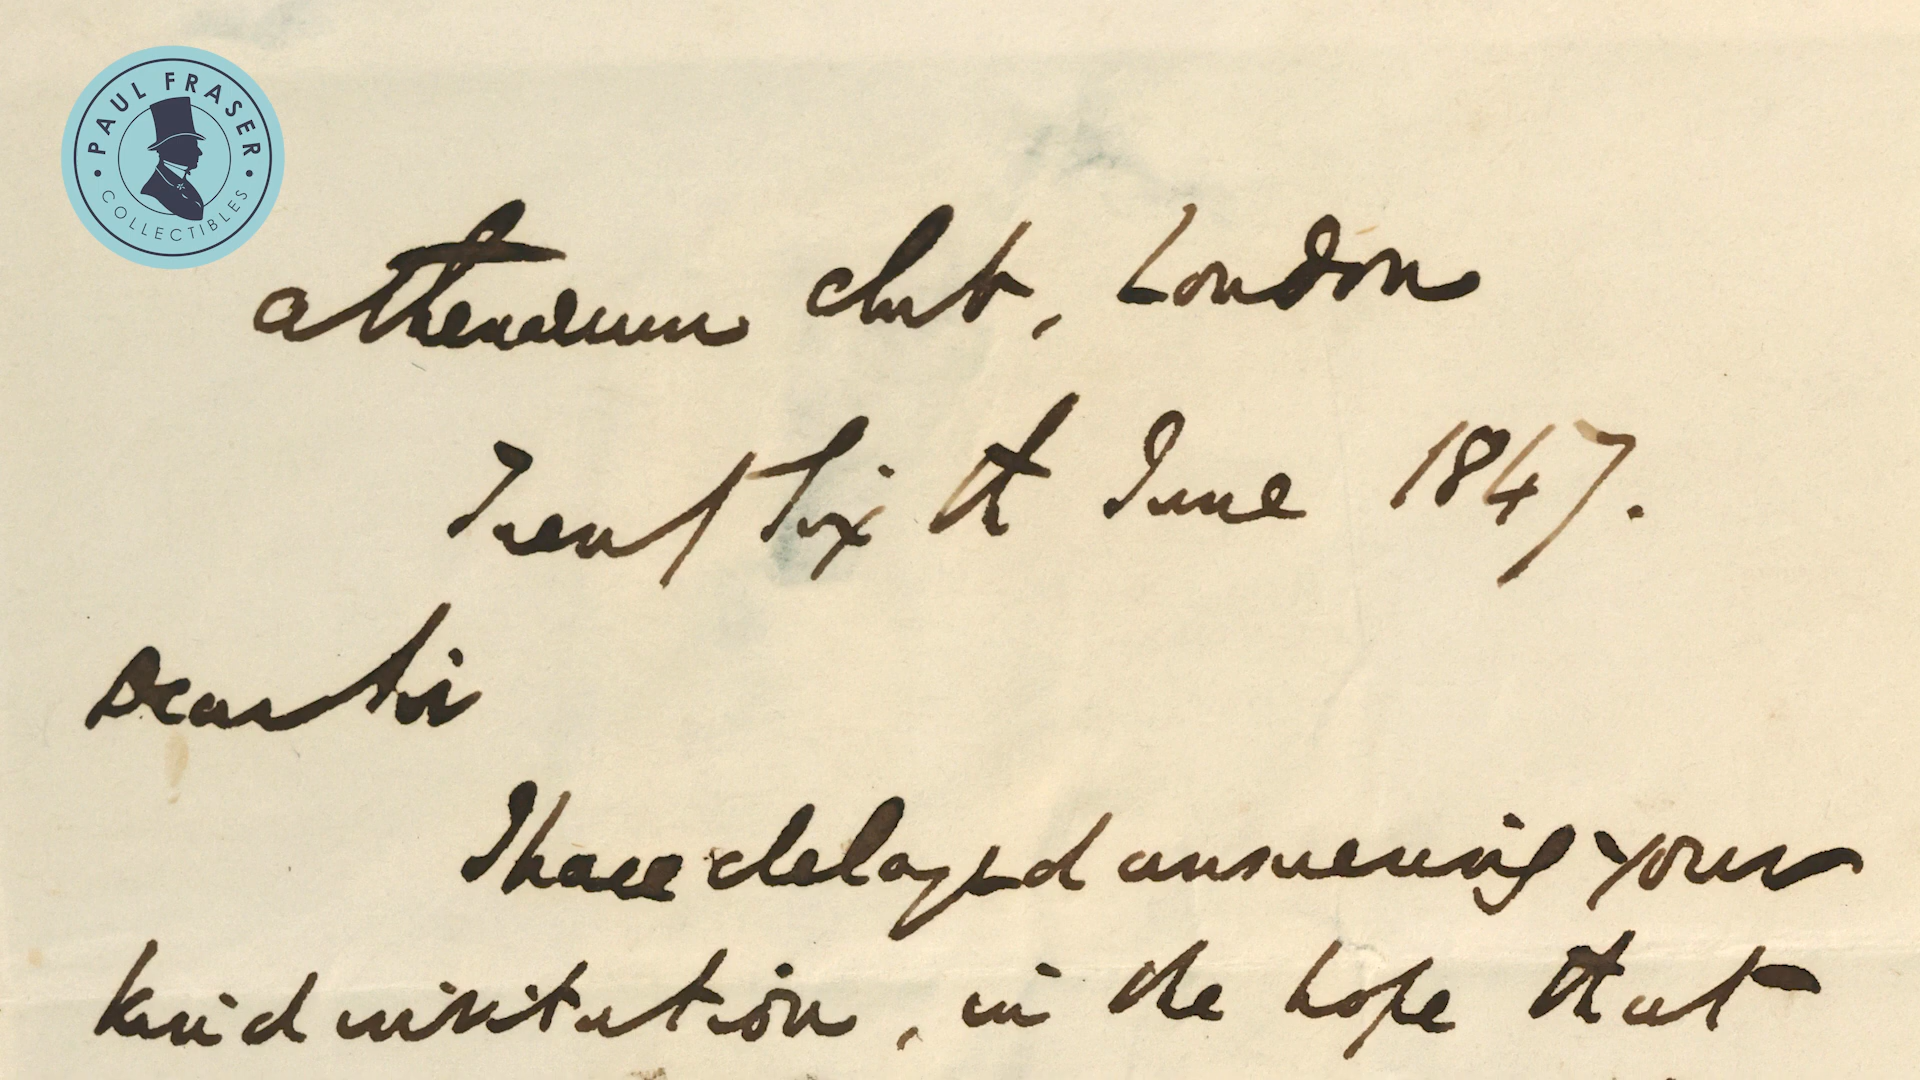 PAUL FRASER
COLLECTIBLES
Athenaeum Club, London
Twenty Sixth June 1847.
Dear Sir
I have delayed answering your
kind invitation, in the hope that